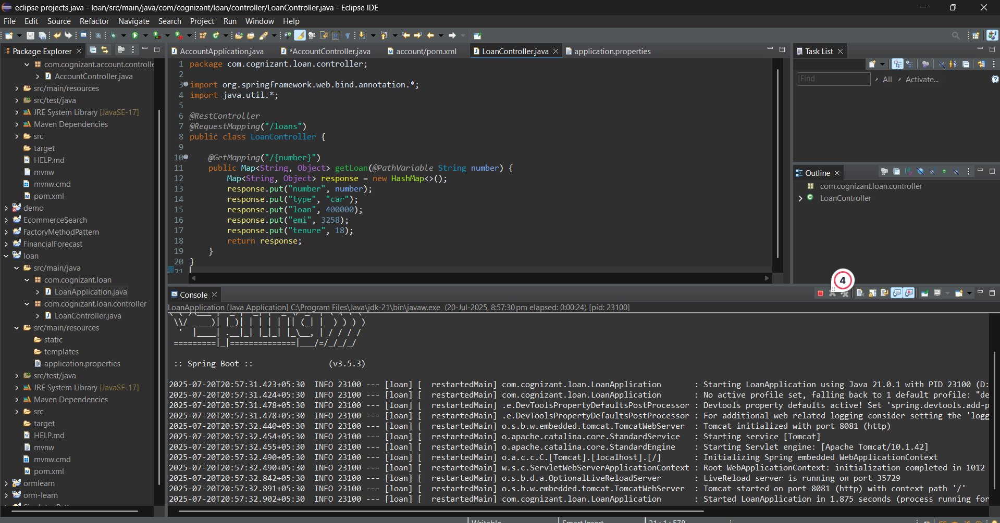 eclipse projects java - loan/src/main/java/com/cognizant/loan/controller/LoanController.java - Eclipse IDE
File Edit Source Refactor Navigate Search Project Run Window Help
Package Explorer
com.cognizant.account.controlle
AccountController.java
src/main/resources
src/test/java
JRE System Library [JavaSE-17]
Maven Dependencies
src
target
HELP.md
mvnw
mvnw.cmd
pom.xml
demo
EcommerceSearch
FactoryMethodPattern
FinancialForecast
loan
src/main/java
com.cognizant.loan
LoanApplication.java
com.cognizant.loan.controller
LoanController.java
src/main/resources
static
templates
application.properties
src/test/java
JRE System Library [JavaSE-17]
Maven Dependencies
src
target
HELP.md
mvnw
mvnw.cmd
pom.xml
ormlearn
orm-learn
AccountApplication.java *AccountController.java account/pom.xml LoanController.java application.properties
1 package com.cognizant.loan.controller;
2
3 import org.springframework.web.bind.annotation.*;
4 import java.util.*;
5
6 @RestController
7 @RequestMapping("/loans")
8 public class LoanController {
9
10 @GetMapping("/{number}")
11 public Map<String, Object> getLoan(@PathVariable String number) {
12 Map<String, Object> response = new HashMap<>();
13 response.put("number", number);
14 response.put("type", "car");
15 response.put("loan", 400000);
16 response.put("emi", 3258);
17 response.put("tenure", 18);
18 return response;
19 }
20 }
21
Task List
Find All Activate...
Outline
com.cognizant.loan.controller
LoanController
4
Console
LoanApplication [Java Application] C:\Program Files\Java\jdk-21\bin\javaw.exe (20-Jul-2025, 8:57:30 pm elapsed: 0:00:24) [pid: 23100]
 \\/  ___)| |_)| | | | | || (_| |  ) ) ) )
  '  |____| .__|_| |_|_| |_\__, | / / / /
 =========|_|==============|___/=/_/_/_/
:: Spring Boot :: (v3.5.3)
2025-07-20T20:57:31.423+05:30 INFO 23100 --- [loan] [ restartedMain] com.cognizant.loan.LoanApplication : Starting LoanApplication using Java 21.0.1 with PID 23100 (D:
2025-07-20T20:57:31.424+05:30 INFO 23100 --- [loan] [ restartedMain] com.cognizant.loan.LoanApplication : No active profile set, falling back to 1 default profile: "de
2025-07-20T20:57:31.478+05:30 INFO 23100 --- [loan] [ restartedMain] .e.DevToolsPropertyDefaultsPostProcessor : Devtools property defaults active! Set 'spring.devtools.add-p
2025-07-20T20:57:31.478+05:30 INFO 23100 --- [loan] [ restartedMain] .e.DevToolsPropertyDefaultsPostProcessor : For additional web related logging consider setting the 'logg
2025-07-20T20:57:32.440+05:30 INFO 23100 --- [loan] [ restartedMain] o.s.b.w.embedded.tomcat.TomcatWebServer : Tomcat initialized with port 8081 (http)
2025-07-20T20:57:32.454+05:30 INFO 23100 --- [loan] [ restartedMain] o.apache.catalina.core.StandardService : Starting service [Tomcat]
2025-07-20T20:57:32.455+05:30 INFO 23100 --- [loan] [ restartedMain] o.apache.catalina.core.StandardEngine : Starting Servlet engine: [Apache Tomcat/10.1.42]
2025-07-20T20:57:32.490+05:30 INFO 23100 --- [loan] [ restartedMain] o.a.c.c.C.[Tomcat].[localhost].[/] : Initializing Spring embedded WebApplicationContext
2025-07-20T20:57:32.490+05:30 INFO 23100 --- [loan] [ restartedMain] w.s.c.ServletWebServerApplicationContext : Root WebApplicationContext: initialization completed in 1012
2025-07-20T20:57:32.842+05:30 INFO 23100 --- [loan] [ restartedMain] o.s.b.d.a.OptionalLiveReloadServer : LiveReload server is running on port 35729
2025-07-20T20:57:32.891+05:30 INFO 23100 --- [loan] [ restartedMain] o.s.b.w.embedded.tomcat.TomcatWebServer : Tomcat started on port 8081 (http) with context path '/'
2025-07-20T20:57:32.902+05:30 INFO 23100 --- [loan] [ restartedMain] com.cognizant.loan.LoanApplication : Started LoanApplication in 1.875 seconds (process running for
Writable Smart Insert 21 : 1 : 578